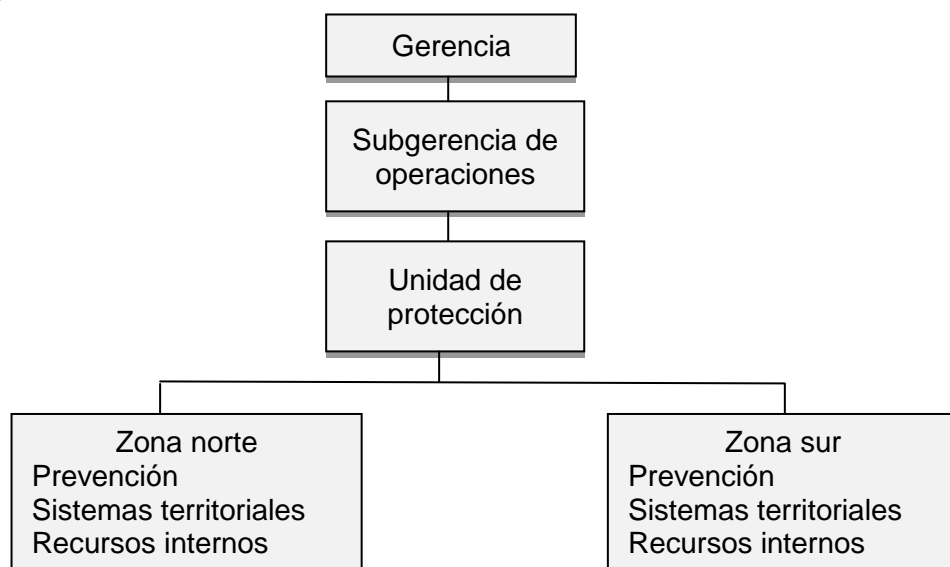 Gerencia
Subgerencia de
operaciones
Unidad de
protección
Zona norte
Prevención
Sistemas territoriales
Recursos internos
Zona sur
Prevención
Sistemas territoriales
Recursos internos